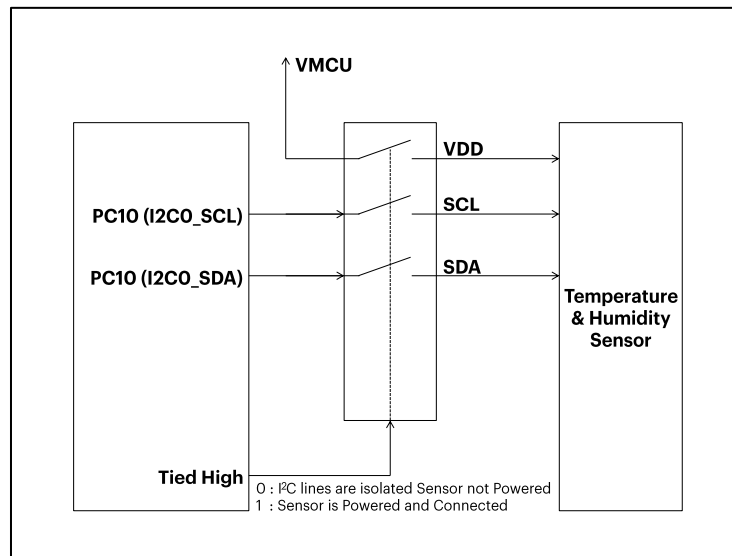 VMCU
VDD
PC10 (I2C0_SCL)
SCL
PC10 (I2C0_SDA)
SDA
Temperature
& Humidity
Sensor
Tied High
0 : I²C lines are isolated Sensor not Powered
1 : Sensor is Powered and Connected